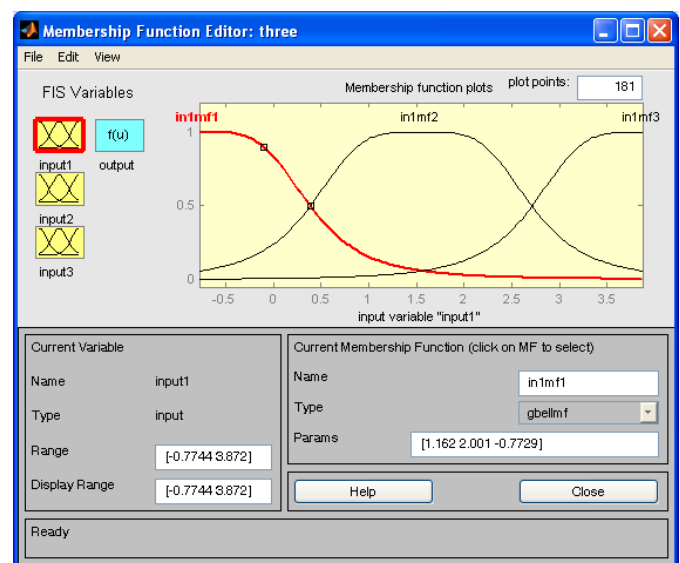 Membership Function Editor: three
File Edit View
FIS Variables
Membership function plots plot points: 181
f(u)
input1 output
input2
input3
in1mf1 in1mf2 in1mf3
1
0.5
0
-0.5 0 0.5 1 1.5 2 2.5 3 3.5
input variable "input1"
Current Variable
Name input1
Type input
Range [-0.7744 3.872]
Display Range [-0.7744 3.872]
Current Membership Function (click on MF to select)
Name in1mf1
Type gbellmf
Params [1.162 2.001 -0.7729]
Help Close
Ready